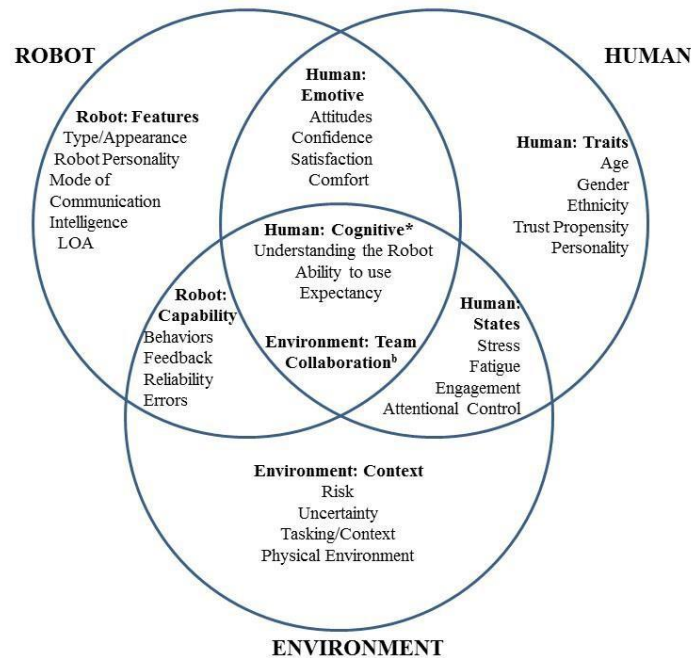 ROBOT
HUMAN
Human:
Emotive
Attitudes
Confidence
Satisfaction
Comfort
Robot: Features
Type/Appearance
Robot Personality
Mode of
Communication
Intelligence
LOA
Human: Traits
Age
Gender
Ethnicity
Trust Propensity
Personality
Human: Cognitive*
Understanding the Robot
Ability to use
Expectancy
Robot:
Capability
Behaviors
Feedback
Reliability
Errors
Environment: Team
Collaborationᵇ
Human:
States
Stress
Fatigue
Engagement
Attentional Control
Environment: Context
Risk
Uncertainty
Tasking/Context
Physical Environment
ENVIRONMENT